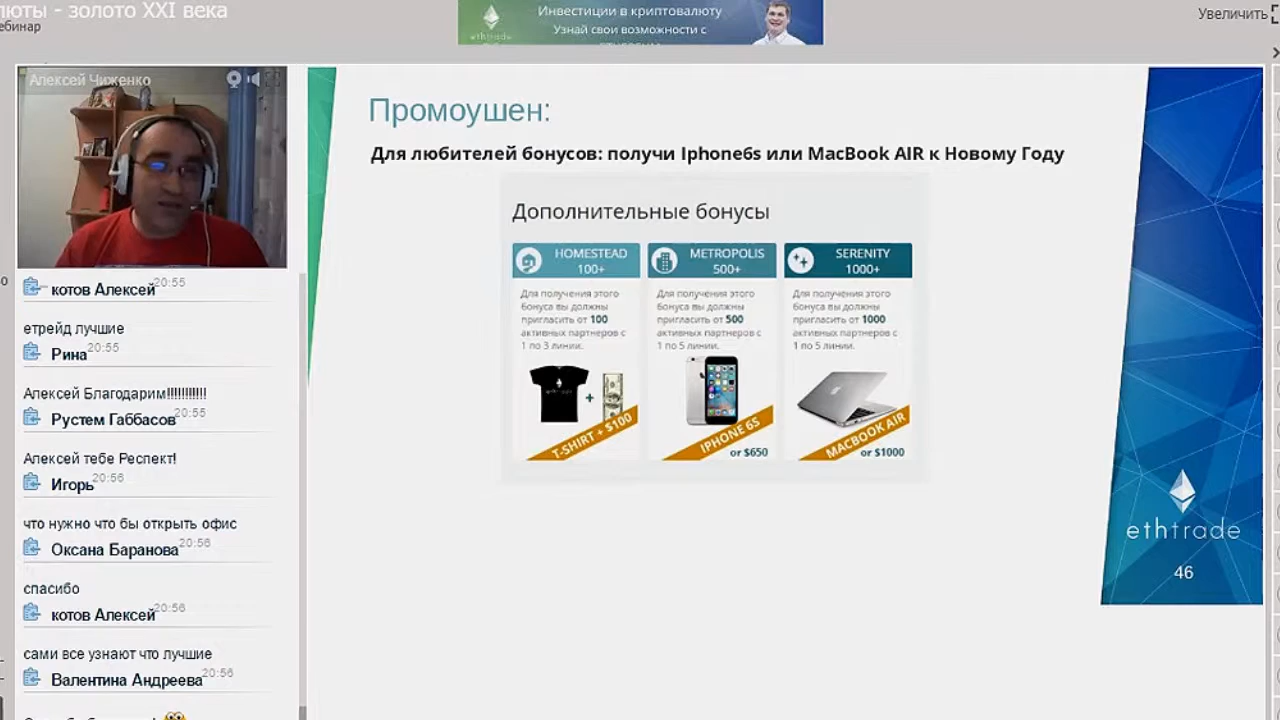 люты - золото XXI века
ебинар
ethtrade
Инвестиции в криптовалюту
Узнай свои возможности с
Увеличить
Алексей Чиженко
котов Алексей 20:55
етрейд лучшие
Рина 20:55
Алексей Благодарим!!!!!!!!!!!
Рустем Габбасов 20:55
Алексей тебе Респект!
Игорь 20:56
что нужно что бы открыть офис
Оксана Баранова 20:56
спасибо
котов Алексей 20:56
сами все узнают что лучшие
Валентина Андреева 20:56
Промоушен:
Для любителей бонусов: получи Iphone6s или MacBook AIR к Новому Году
Дополнительные бонусы
HOMESTEAD
100+
Для получения этого
бонуса вы должны
пригласить от 100
активных партнеров с
1 по 3 линии.
T-SHIRT + $100
METROPOLIS
500+
Для получения этого
бонуса вы должны
пригласить от 500
активных партнеров с
1 по 5 линии.
IPHONE 6S
or $650
SERENITY
1000+
Для получения этого
бонуса вы должны
пригласить от 1000
активных партнеров с
1 по 5 линии.
MACBOOK AIR
or $1000
ethtrade
46